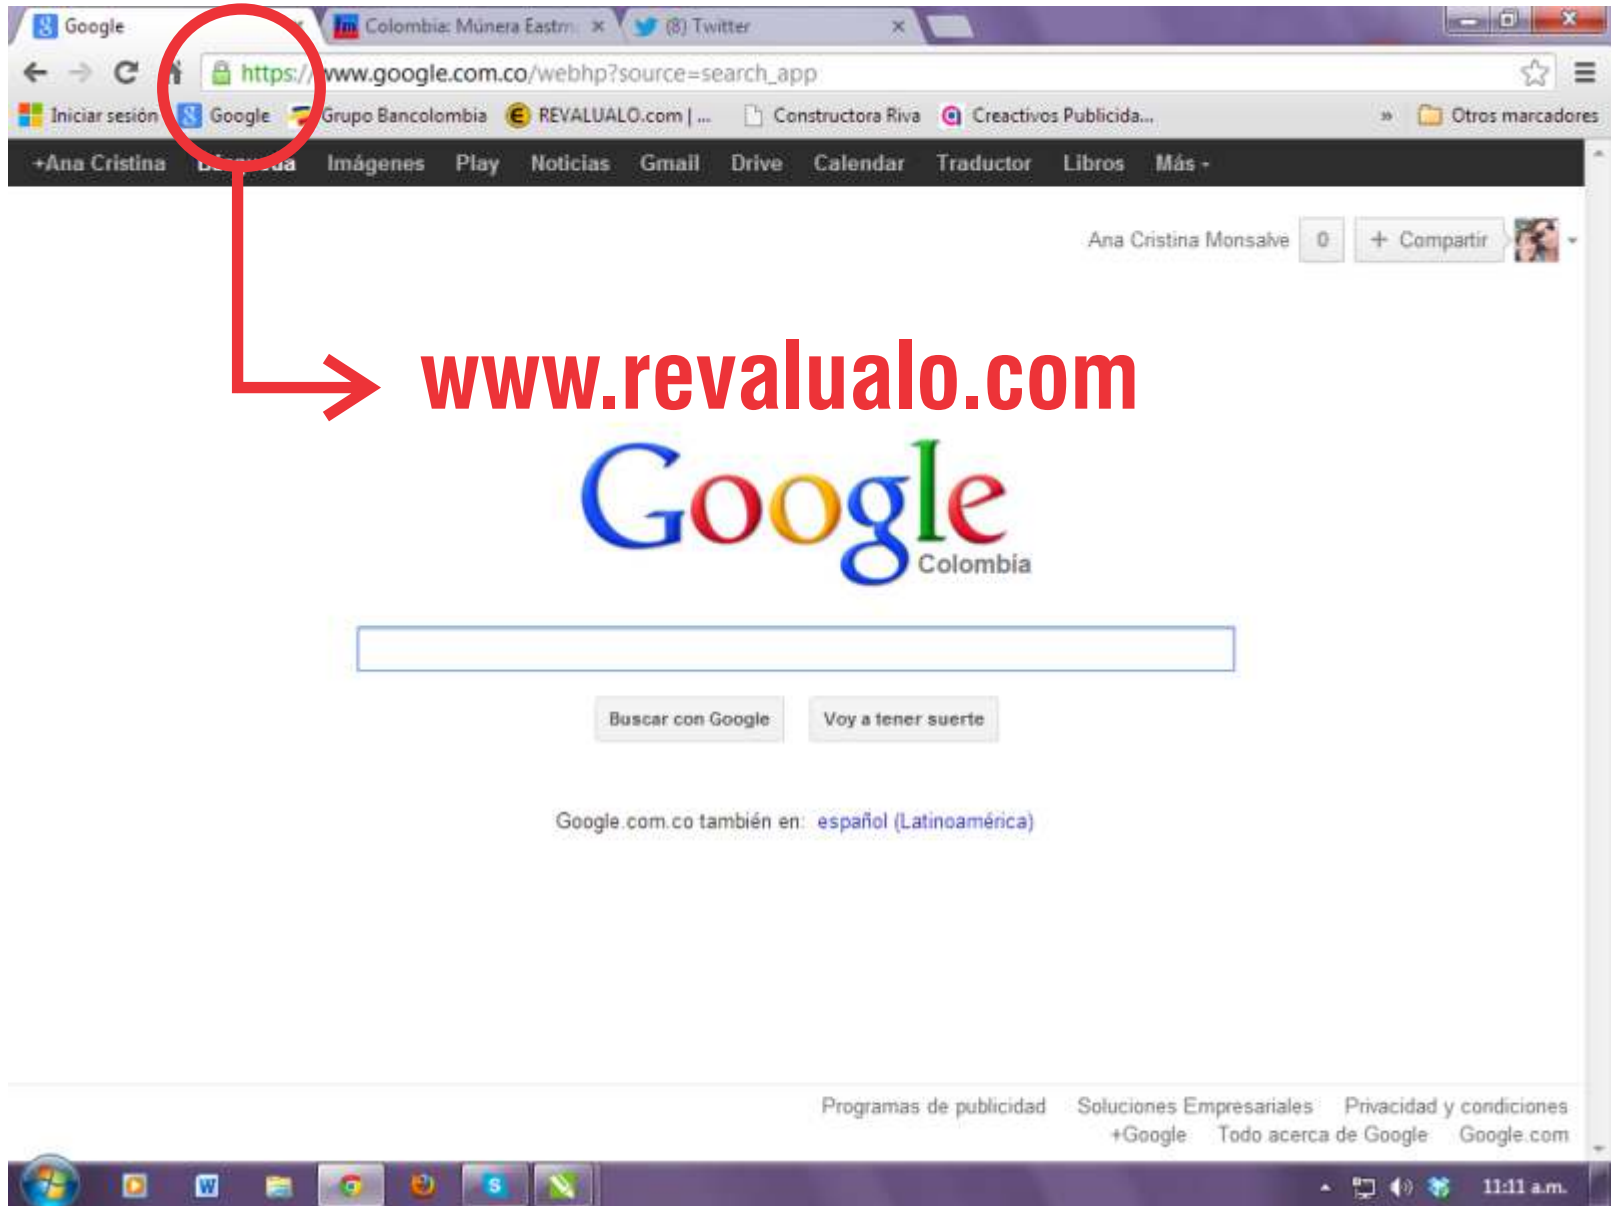 Google
Colombia: Múnera Eastm
(8) Twitter
https://www.google.com.co/webhp?source=search_app
Iniciar sesión Google Grupo Bancolombia REVALUALO.com | ... Constructora Riva Creactivos Publicida... » Otros marcadores
+Ana Cristina Búsqueda Imágenes Play Noticias Gmail Drive Calendar Traductor Libros Más
Ana Cristina Monsalve 0 + Compartir
www.revalualo.com
Google
Colombia
Buscar con Google Voy a tener suerte
Google.com.co también en: español (Latinoamérica)
Programas de publicidad Soluciones Empresariales Privacidad y condiciones
+Google Todo acerca de Google Google.com
11:11 a.m.